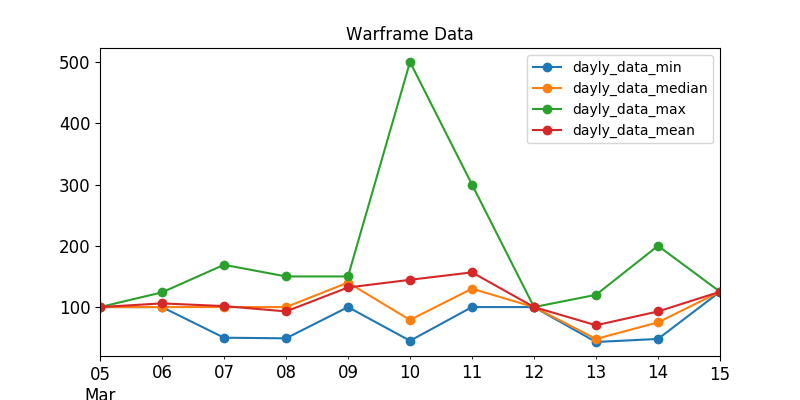 Warframe Data
dayly_data_min
dayly_data_median
dayly_data_max
dayly_data_mean
500
400
300
200
100
05 06 07 08 09 10 11 12 13 14 15
Mar